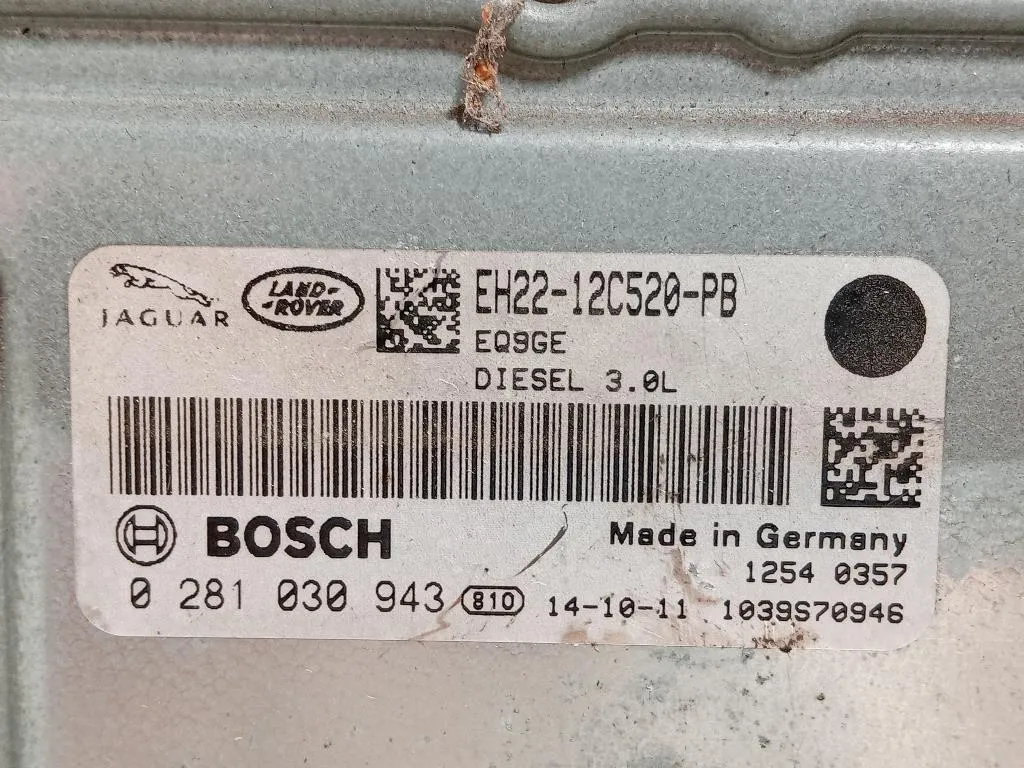 JAGUAR
LAND-
-ROVER
EH22-12C520-PB
EQ9GE
DIESEL 3.0L
BOSCH
Made in Germany
1254 0357
0 281 030 943 810 14-10-11 1039S70946